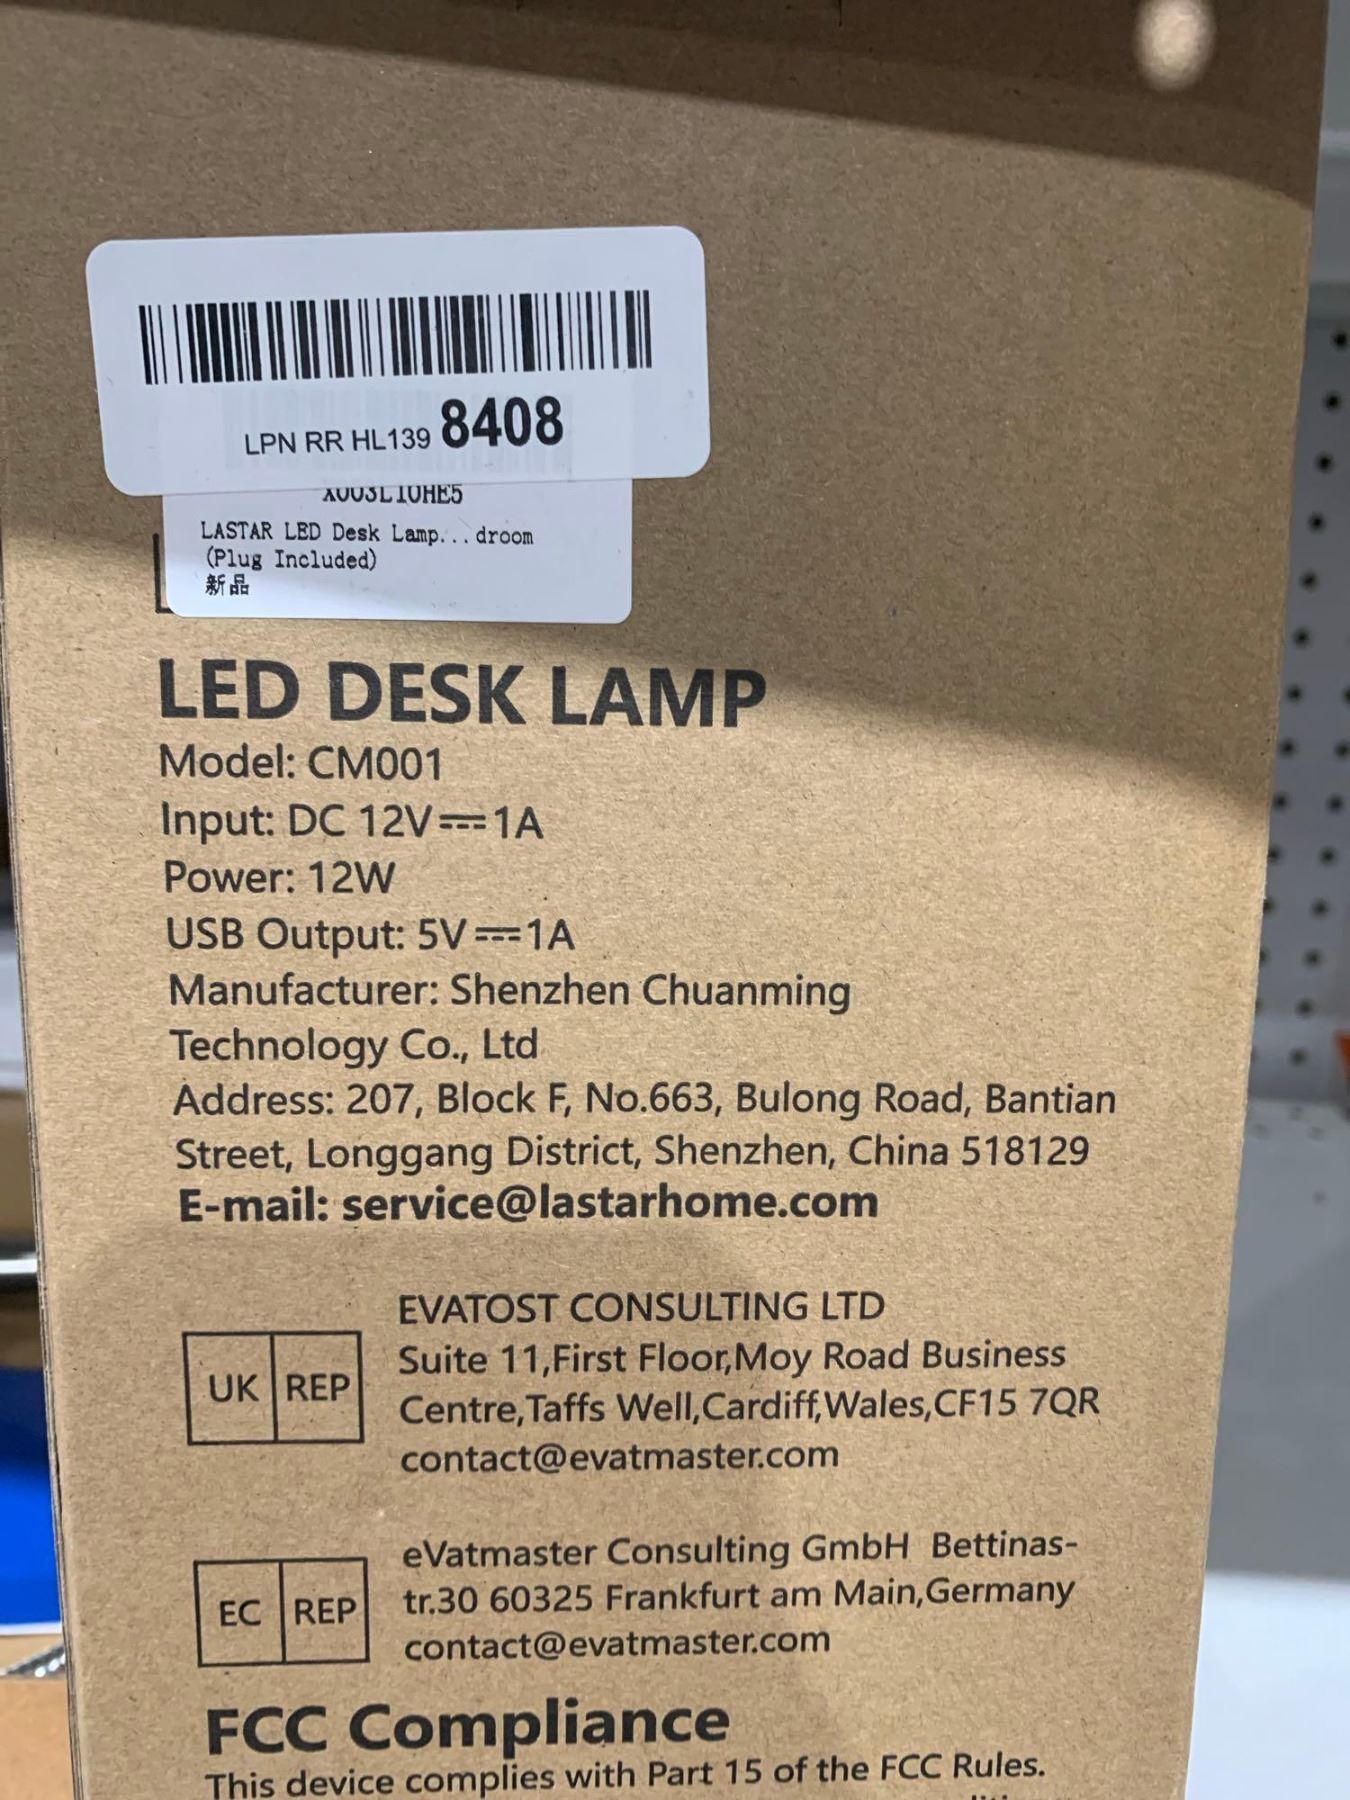 LPN RR HL139 8408
LASTAR LED Desk Lamp...droom
(Plug Included)
新品
LED DESK LAMP
Model: CM001
Input: DC 12V⎓1A
Power: 12W
USB Output: 5V⎓1A
Manufacturer: Shenzhen Chuanming
Technology Co., Ltd
Address: 207, Block F, No.663, Bulong Road, Bantian
Street, Longgang District, Shenzhen, China 518129
E-mail: service@lastarhome.com
EVATOST CONSULTING LTD
Suite 11,First Floor,Moy Road Business
UK REP
Centre,Taffs Well,Cardiff,Wales,CF15 7QR
contact@evatmaster.com
eVatmaster Consulting GmbH Bettinas-
EC REP
tr.30 60325 Frankfurt am Main,Germany
contact@evatmaster.com
FCC Compliance
This device complies with Part 15 of the FCC Rules.